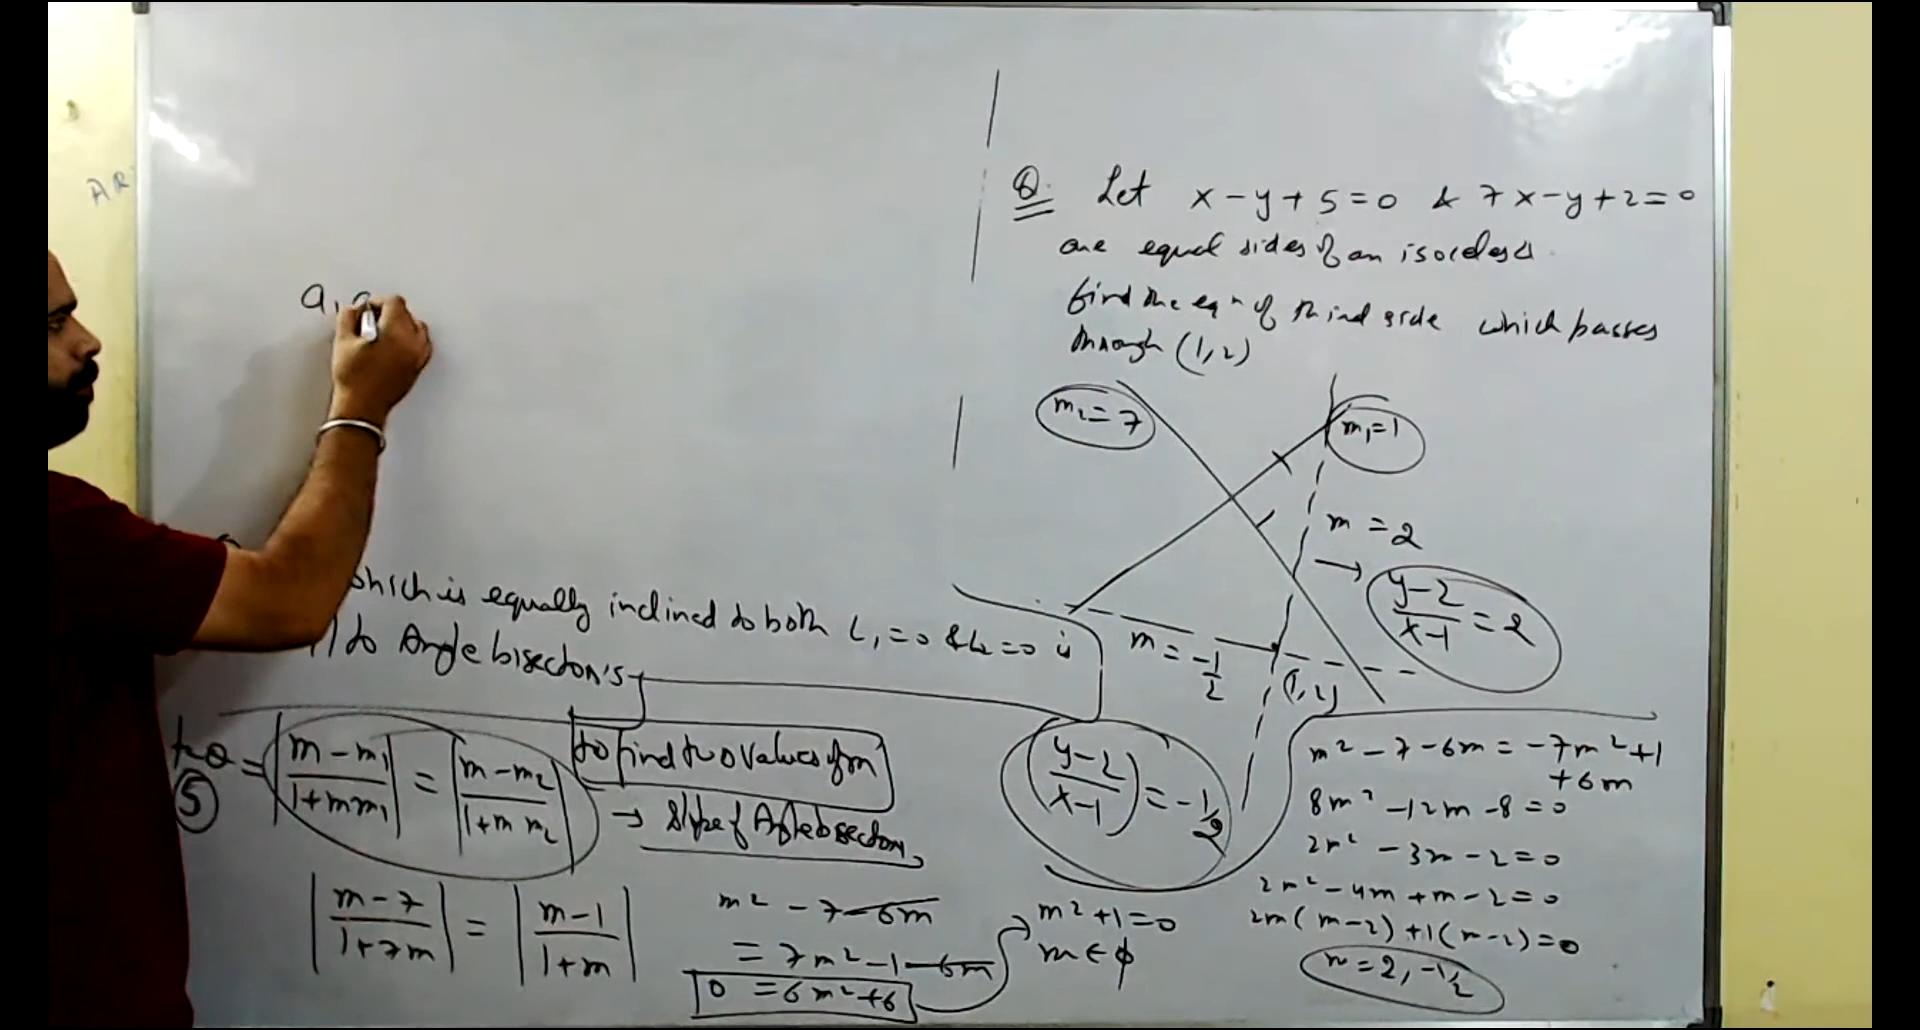 AR
a, a
Q. Let x - y + 5 = 0 & 7x - y + 2 = 0
are equal sides of an isoceles Δ.
find the eqn of third side which passes
through (1, 2)
m₂ = 7
m₁ = 1
m = 2
→ y-2/x-1 = 2
m = -1/2
(1, 2)
which is equally inclined to both L₁ = 0 & L₂ = 0 is
|| to Angle bisector's
tanθ = |m - m₁/1 + mm₁| = |m - m₂/1 + m m₂|
to find two values of m
→ slope of Angle bisectors
5
(y-2/x-1) = -1/2
|m - 7/1 + 7m| = |m - 1/1 + m|
m² - 7 - 6m
= 7m² - 1 - 6m
0 = 6m² + 6
m² + 1 = 0
m ∈ ϕ
m² - 7 - 6m = -7m² + 1
+ 6m
8m² - 12m - 8 = 0
2m² - 3m - 2 = 0
2m² - 4m + m - 2 = 0
2m(m - 2) + 1(m - 2) = 0
m = 2, -1/2